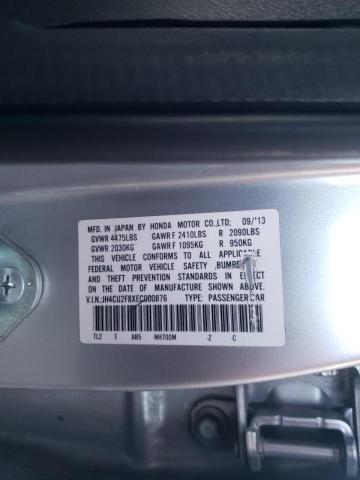 MFD. IN JAPAN BY HONDA MOTOR CO.,LTD; 09/'13
GVWR 4475LBS GAWR F 2410LBS R 2090LBS
GVWR 2030KG GAWR F 1095KG R 950KG
THIS VEHICLE CONFORMS TO ALL APPLICABLE
FEDERAL MOTOR VEHICLE SAFETY, BUMPER,
AND THEFT PREVENTION STANDARDS IN EFFECT
ON THE DATE OF MANUFACTURE SHOWN ABOVE.
V.I.N:JH4CU2F8XEC000876 TYPE: PASSENGER CAR
TL2 E AB5 -NH700M -Z -C